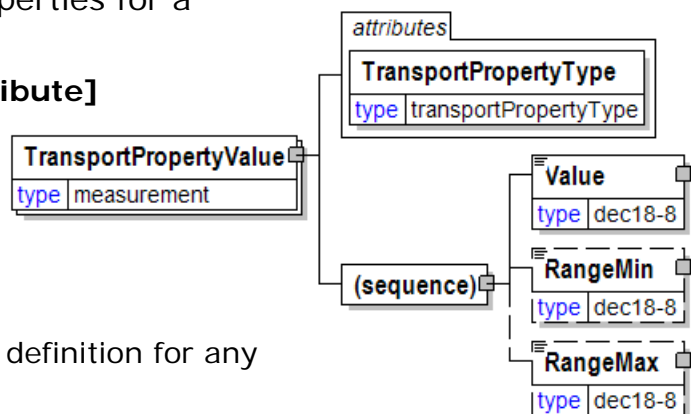 perties for a
ibute]
attributes
TransportPropertyType
type transportPropertyType
TransportPropertyValue
type measurement
Value
type dec18-8
(sequence)
RangeMin
type dec18-8
definition for any
RangeMax
type dec18-8